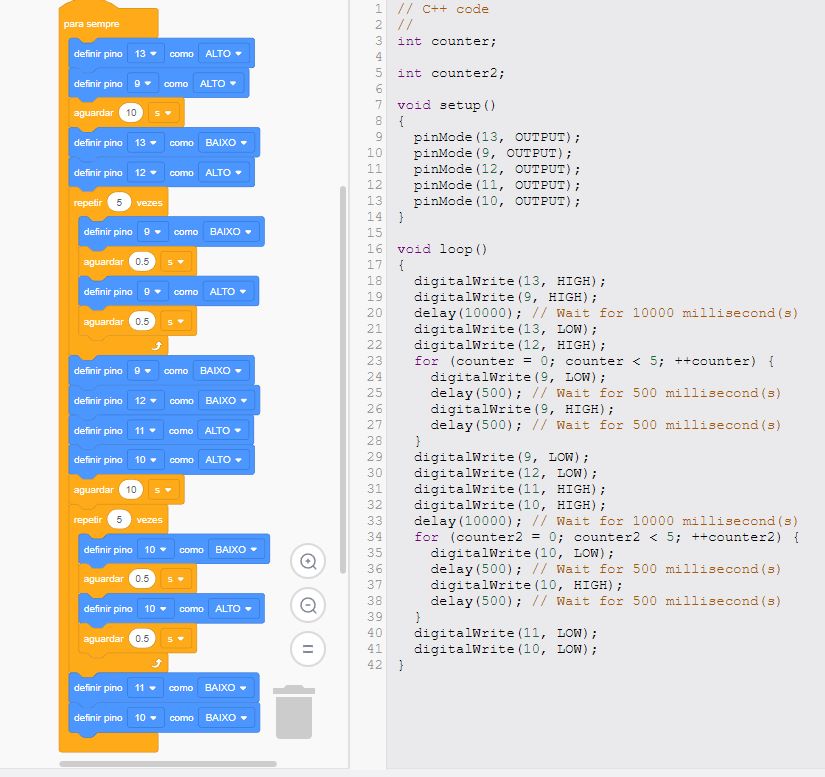 para sempre
definir pino 13 como ALTO
definir pino 9 como ALTO
aguardar 10 s
definir pino 13 como BAIXO
definir pino 12 como ALTO
repetir 5 vezes
definir pino 9 como BAIXO
aguardar 0.5 s
definir pino 9 como ALTO
aguardar 0.5 s
definir pino 9 como BAIXO
definir pino 12 como BAIXO
definir pino 11 como ALTO
definir pino 10 como ALTO
aguardar 10 s
repetir 5 vezes
definir pino 10 como BAIXO
aguardar 0.5 s
definir pino 10 como ALTO
aguardar 0.5 s
definir pino 11 como BAIXO
definir pino 10 como BAIXO
1 // C++ code
2 //
3 int counter;
4
5 int counter2;
6
7 void setup()
8 {
9   pinMode(13, OUTPUT);
10   pinMode(9, OUTPUT);
11   pinMode(12, OUTPUT);
12   pinMode(11, OUTPUT);
13   pinMode(10, OUTPUT);
14 }
15
16 void loop()
17 {
18   digitalWrite(13, HIGH);
19   digitalWrite(9, HIGH);
20   delay(10000); // Wait for 10000 millisecond(s)
21   digitalWrite(13, LOW);
22   digitalWrite(12, HIGH);
23   for (counter = 0; counter < 5; ++counter) {
24     digitalWrite(9, LOW);
25     delay(500); // Wait for 500 millisecond(s)
26     digitalWrite(9, HIGH);
27     delay(500); // Wait for 500 millisecond(s)
28   }
29   digitalWrite(9, LOW);
30   digitalWrite(12, LOW);
31   digitalWrite(11, HIGH);
32   digitalWrite(10, HIGH);
33   delay(10000); // Wait for 10000 millisecond(s)
34   for (counter2 = 0; counter2 < 5; ++counter2) {
35     digitalWrite(10, LOW);
36     delay(500); // Wait for 500 millisecond(s)
37     digitalWrite(10, HIGH);
38     delay(500); // Wait for 500 millisecond(s)
39   }
40   digitalWrite(11, LOW);
41   digitalWrite(10, LOW);
42 }